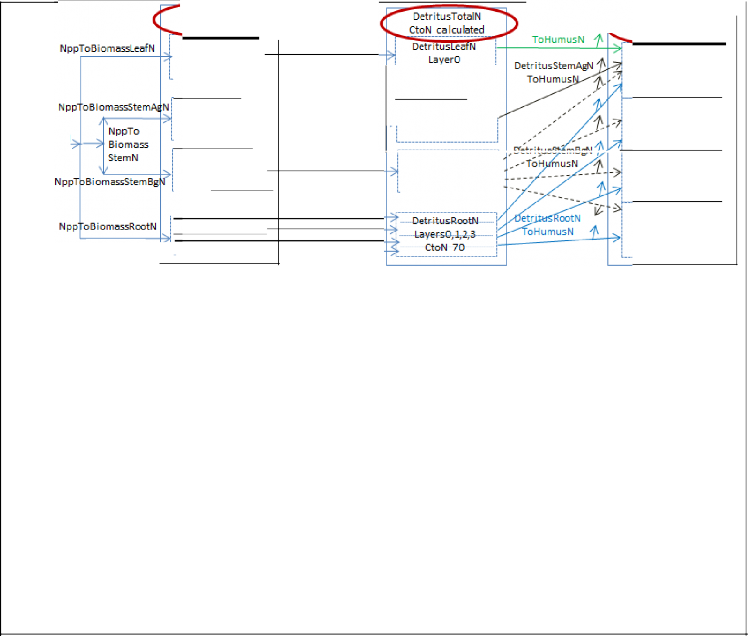 DetritusTotalN
CtoN calculated
NppToBiomassLeafN
DetritusLeafN
Layer0
ToHumusN
DetritusStemAgN
ToHumusN
NppToBiomassStemAgN
NppTo
Biomass
StemN
DetritusStemBgN
ToHumusN
NppToBiomassStemBgN
NppToBiomassRootN
DetritusRootN
Layers0,1,2,3
CtoN 70
DetritusRootN
ToHumusN